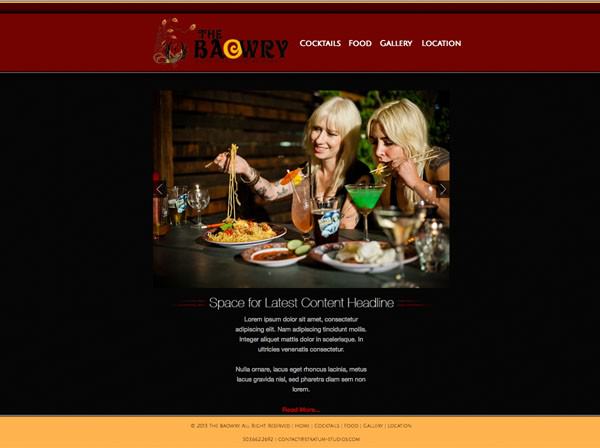 THE
BAOWRY
Cocktails Food Gallery Location
Space for Latest Content Headline
Lorem ipsum dolor sit amet, consectetur
adipiscing elit. Nam adipiscing tincidunt mollis.
Integer aliquet mattis dolor in scelerisque. In
ultricies venenatis consectetur.
Nulla ornare, lacus eget rhoncus lacinia, metus
lacus gravida nisl, sed pharetra diam sem non
lorem.
Read More...
© 2013 The Baowry All Right Reserved | Home | Cocktails | Food | Gallery | Location
503.662.2692 | contact@stratum-studios.com